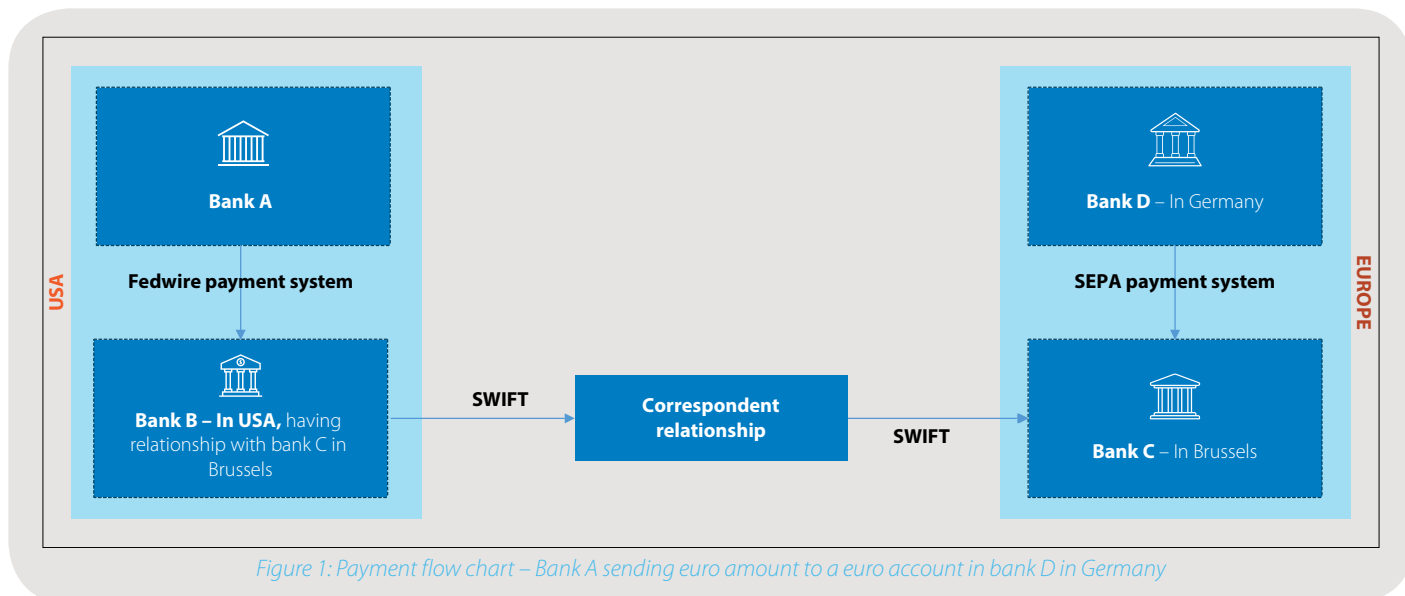 USA
Bank A
Fedwire payment system
Bank B – In USA, having
relationship with bank C in
Brussels
SWIFT
Correspondent
relationship
SWIFT
Bank D – In Germany
SEPA payment system
Bank C – In Brussels
EUROPE
Figure 1: Payment flow chart – Bank A sending euro amount to a euro account in bank D in Germany